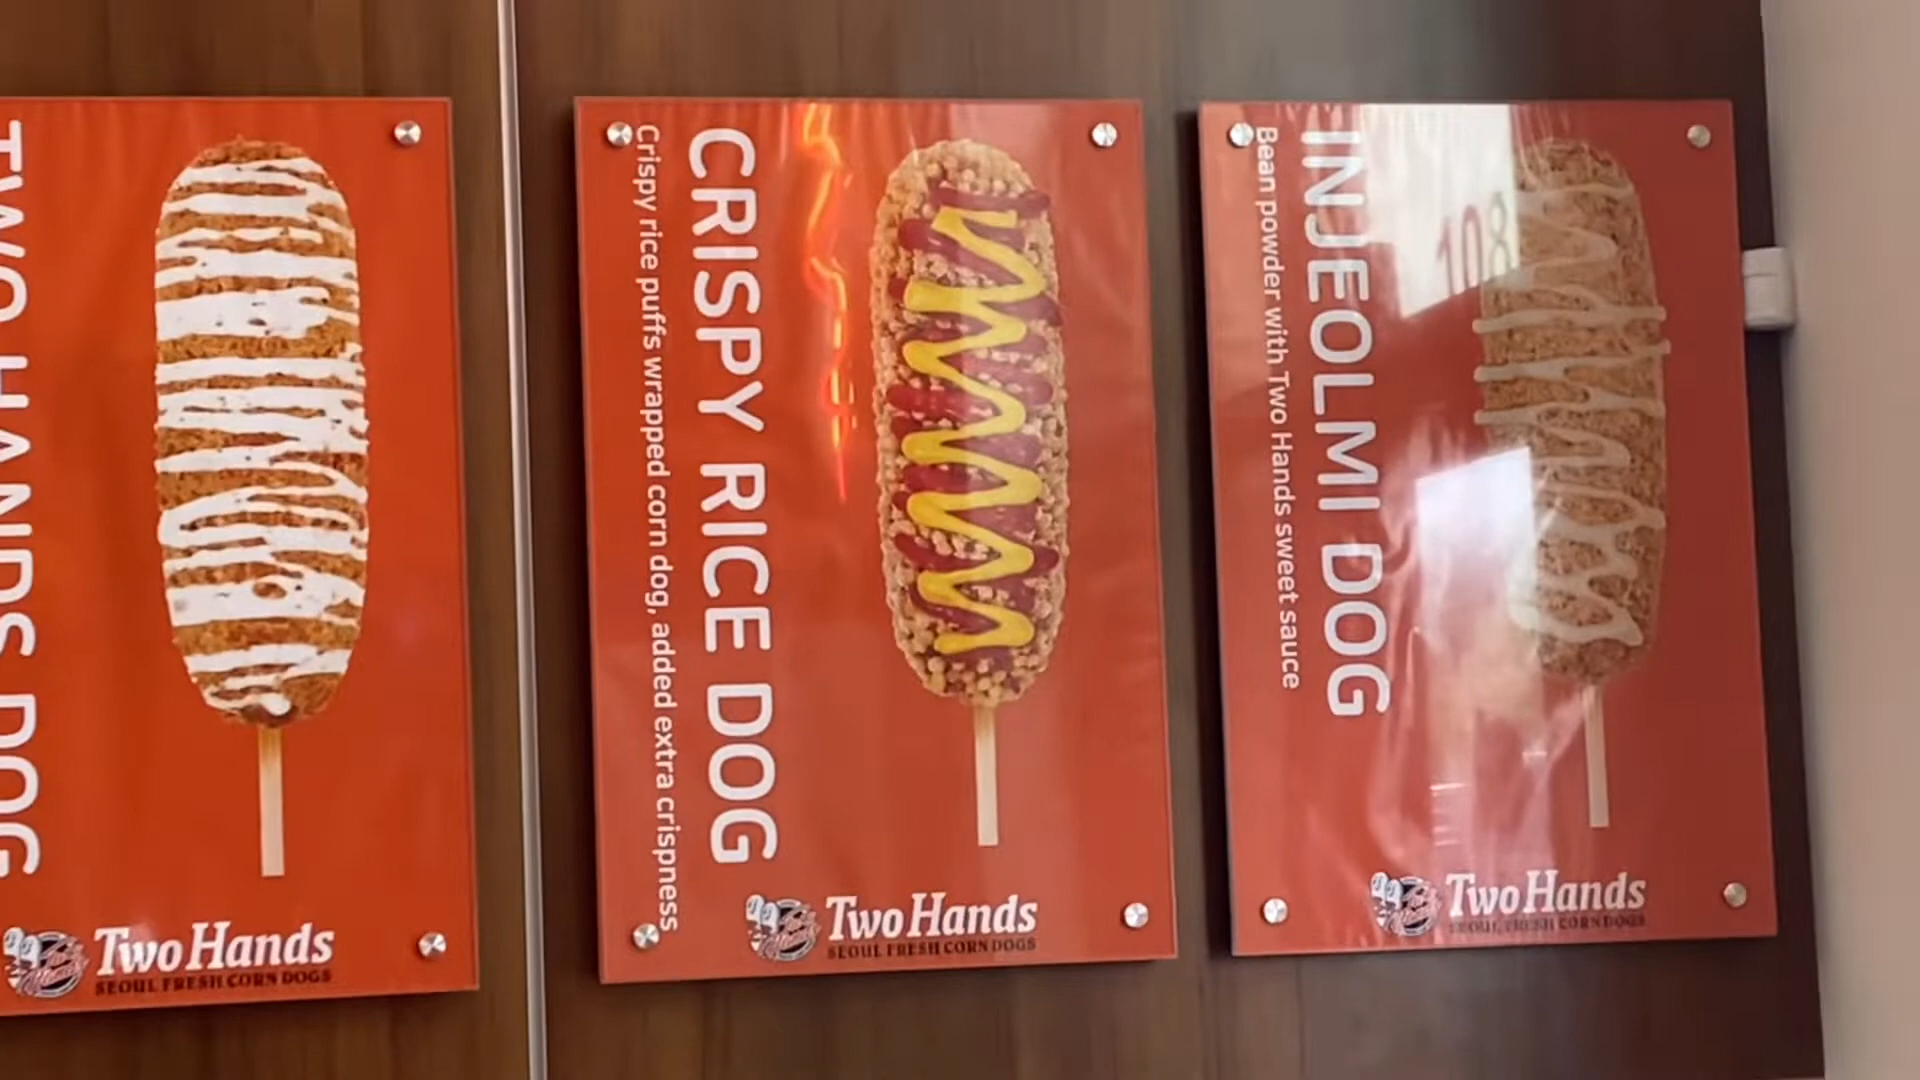 TWO HANDS DOG
Two Hands
SEOUL FRESH CORN DOGS
CRISPY RICE DOG
Crispy rice puffs wrapped corn dog, added extra crispness
Two Hands
SEOUL FRESH CORN DOGS
INJEOLMI DOG
Bean powder with Two Hands sweet sauce
108
Two Hands
SEOUL FRESH CORN DOGS